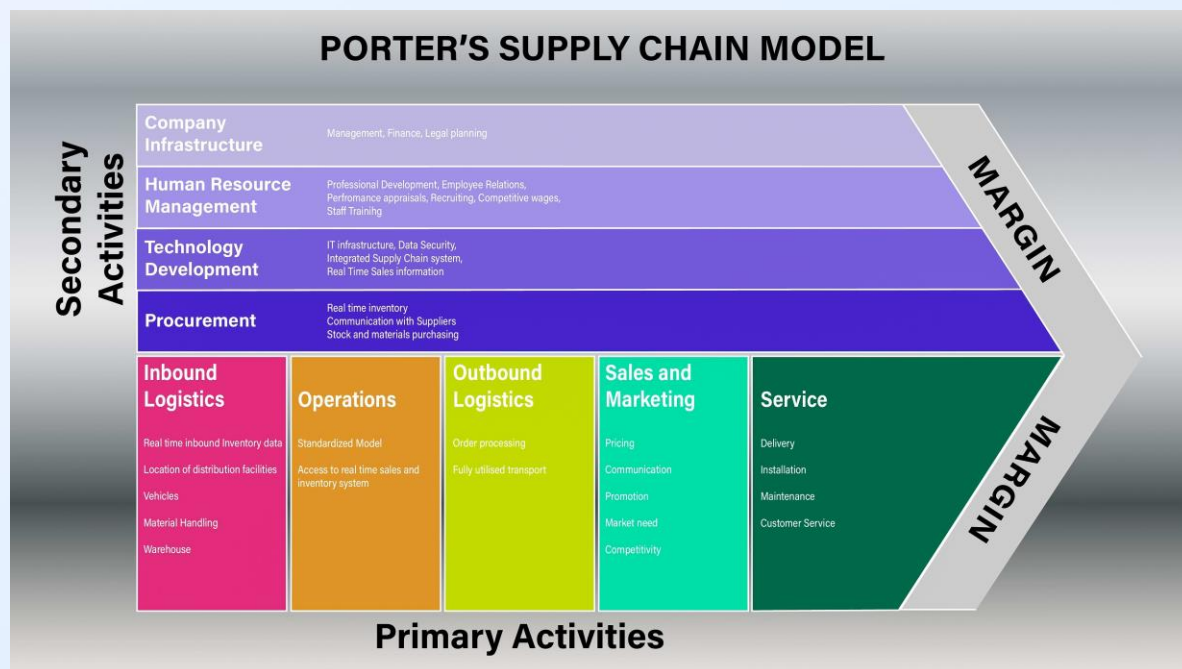 PORTER'S SUPPLY CHAIN MODEL
Secondary
Activities
Company
Infrastructure
Management, Finance, Legal planning
Human Resource
Management
Professional Development, Employee Relations,
Perfromance appraisals, Recruiting, Competitive wages,
Staff Trainihg
Technology
Development
IT infrastructure, Data Security,
Integrated Supply Chain system,
Real Time Sales information
Procurement
Real time inventory
Communication with Suppliers
Stock and materials purchasing
MARGIN
Inbound
Logistics
Real time inbound Inventory data
Location of distribution facilities
Vehicles
Material Handling
Warehouse
Operations
Standardized Model
Access to real time sales and
inventory system
Outbound
Logistics
Order processing
Fully utilised transport
Sales and
Marketing
Pricing
Communication
Promotion
Market need
Competitivity
Service
Delivery
Installation
Maintenance
Customer Service
MARGIN
Primary Activities